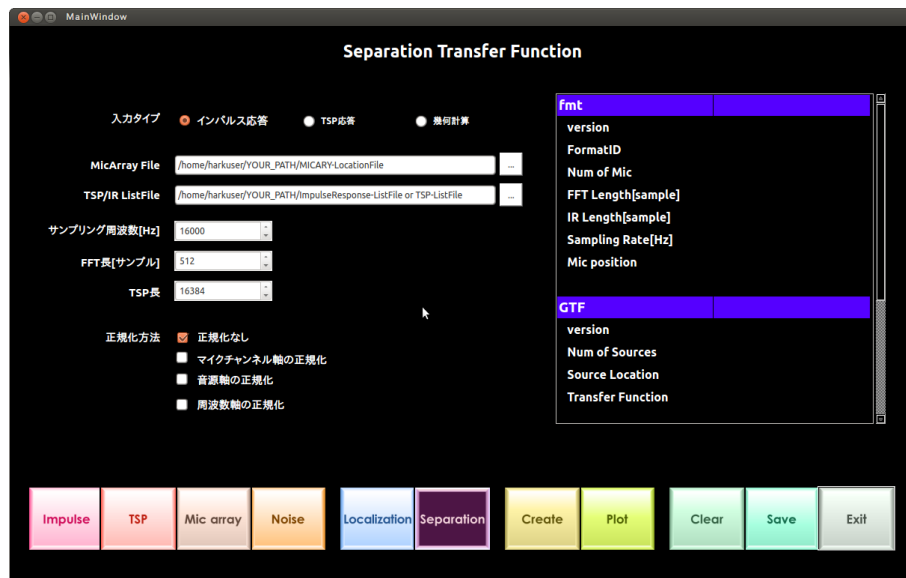 MainWindow
Separation Transfer Function
入力タイプ インパルス応答 TSP応答 幾何計算
MicArray File /home/harkuser/YOUR_PATH/MICARY-LocationFile ...
TSP/IR ListFile /home/harkuser/YOUR_PATH/ImpulseResponse-ListFile or TSP-ListFile ...
サンプリング周波数[Hz] 16000
FFT長[サンプル] 512
TSP長 16384
正規化方法 正規化なし
マイクチャンネル軸の正規化
音源軸の正規化
周波数軸の正規化
fmt
version
FormatID
Num of Mic
FFT Length[sample]
IR Length[sample]
Sampling Rate[Hz]
Mic position
GTF
version
Num of Sources
Source Location
Transfer Function
Impulse TSP Mic array Noise Localization Separation Create Plot Clear Save Exit